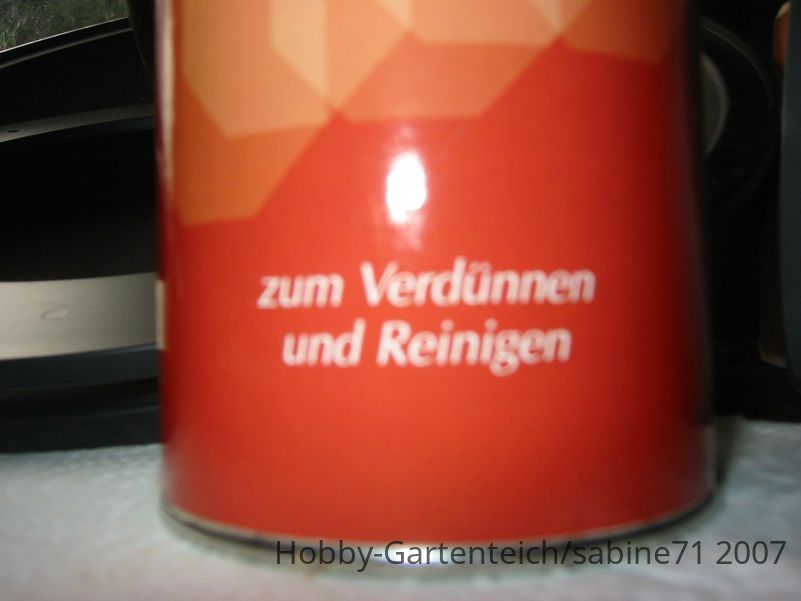 zum Verdünnen
und Reinigen
Hobby-Gartenteich/sabine71 2007